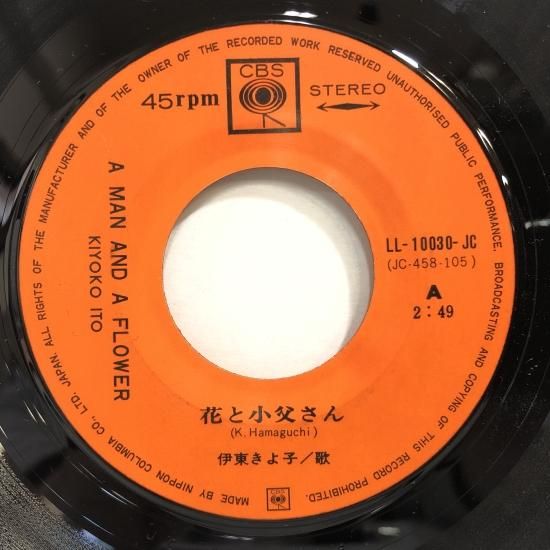 ALL RIGHTS OF THE MANUFACTURER AND OF THE OWNER OF THE RECORDED WORK RESERVED UNAUTHORISED PUBLIC PERFORMANCE, BROADCASTING AND COPYING OF THIS RECORD PROHIBITED.
CBS
45rpm
STEREO
A MAN AND A FLOWER
KIYOKO ITO
LL-10030-JC
(JC-458-105)
A
2:49
花と小父さん
(K. Hamaguchi)
伊東きよ子/歌
CBS
MADE BY NIPPON COLUMBIA CO., LTD. JAPAN.